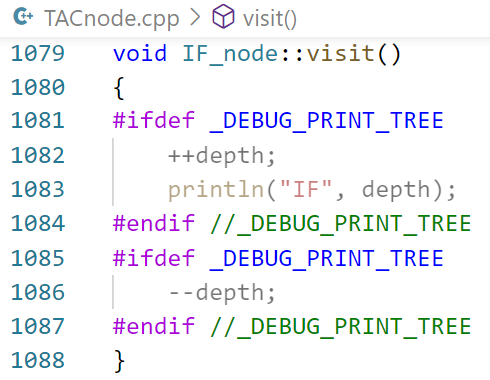 TACnode.cpp > visit()
1079 void IF_node::visit()
1080 {
1081 #ifdef _DEBUG_PRINT_TREE
1082     ++depth;
1083     println("IF", depth);
1084 #endif //_DEBUG_PRINT_TREE
1085 #ifdef _DEBUG_PRINT_TREE
1086     --depth;
1087 #endif //_DEBUG_PRINT_TREE
1088 }